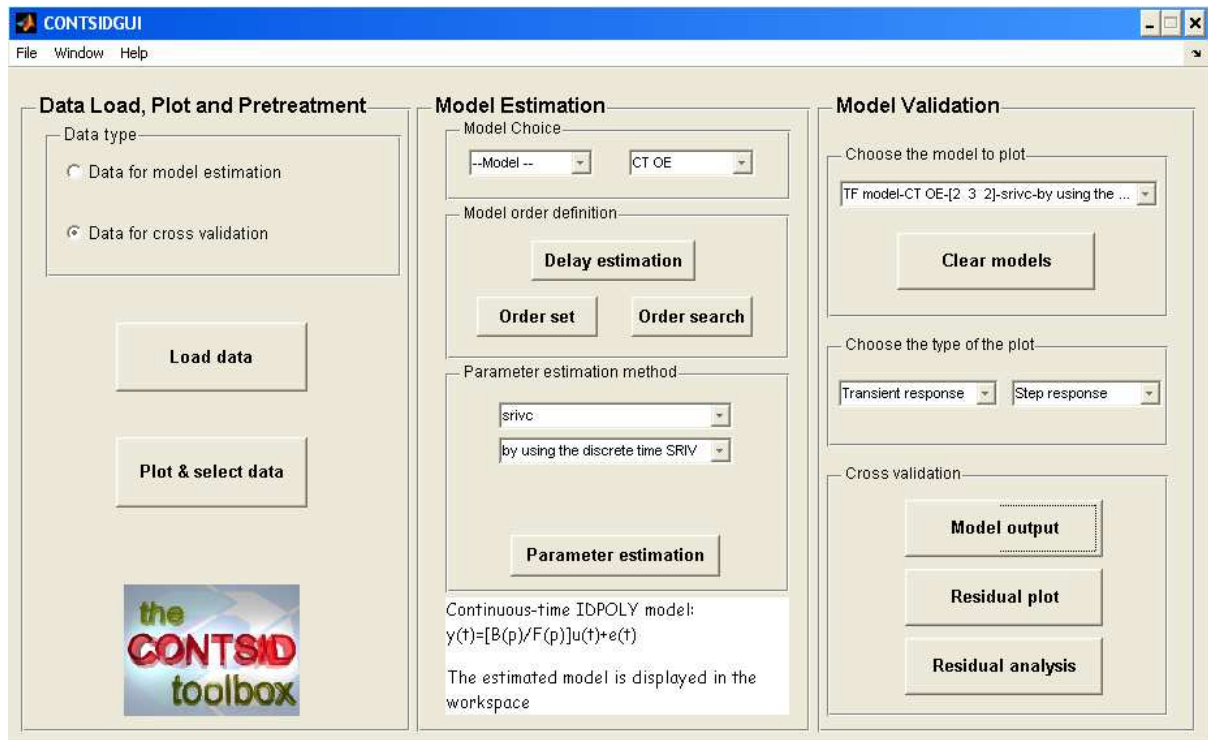 CONTSIDGUI
File Window Help
Data Load, Plot and Pretreatment
Data type
Data for model estimation
Data for cross validation
Load data
Plot & select data
the
CONTSID
toolbox
Model Estimation
Model Choice
--Model --
CT OE
Model order definition
Delay estimation
Order set
Order search
Parameter estimation method
srivc
by using the discrete time SRIV
Parameter estimation
Continuous-time IDPOLY model:
y(t)=[B(p)/F(p)]u(t)+e(t)
The estimated model is displayed in the
workspace
Model Validation
Choose the model to plot
TF model-CT OE-[2 3 2]-srivc-by using the ...
Clear models
Choose the type of the plot
Transient response
Step response
Cross validation
Model output
Residual plot
Residual analysis